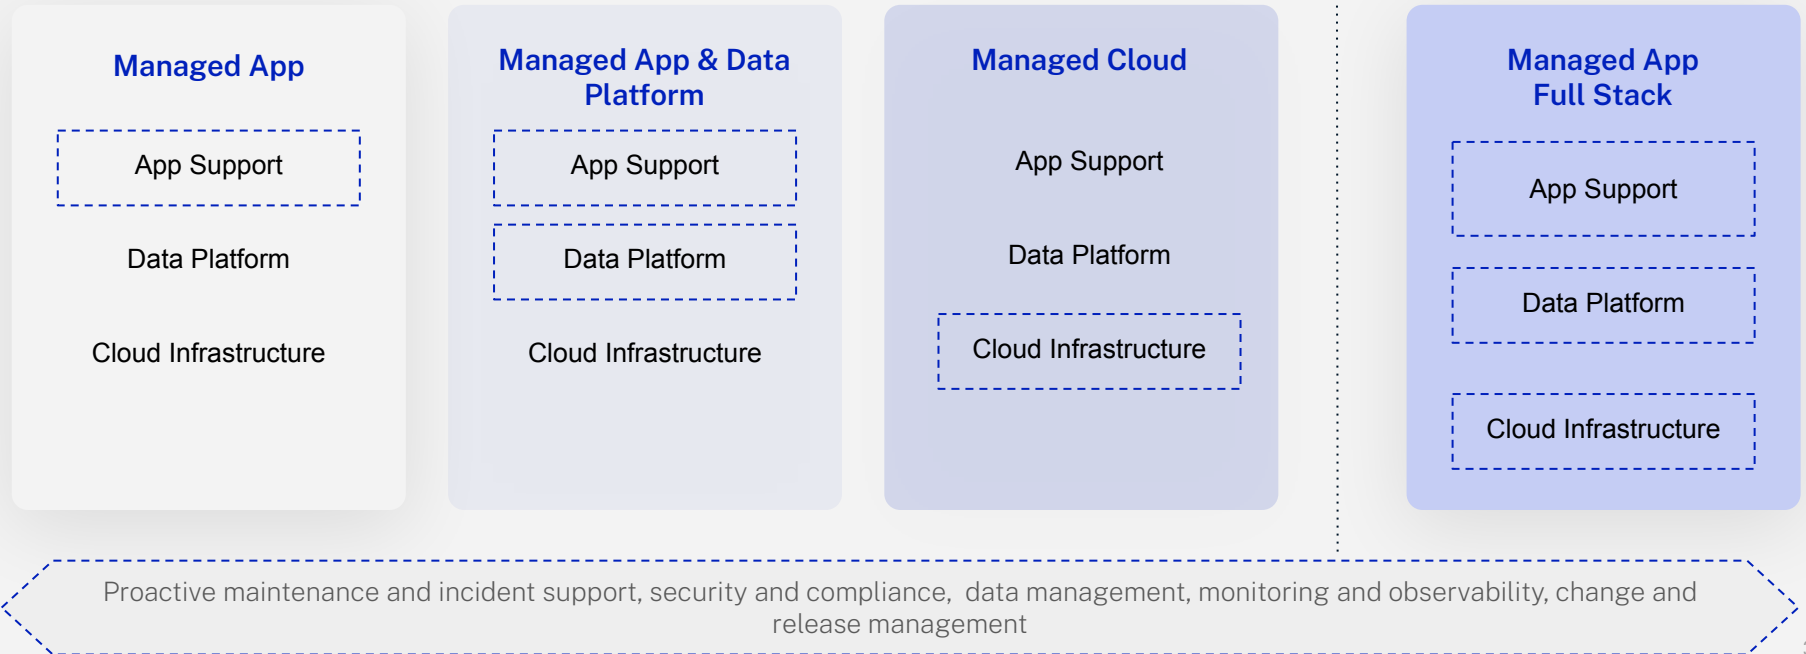 Managed App
App Support
Data Platform
Cloud Infrastructure
Managed App & Data
Platform
App Support
Data Platform
Cloud Infrastructure
Managed Cloud
App Support
Data Platform
Cloud Infrastructure
Managed App
Full Stack
App Support
Data Platform
Cloud Infrastructure
Proactive maintenance and incident support, security and compliance,  data management, monitoring and observability, change and
release management